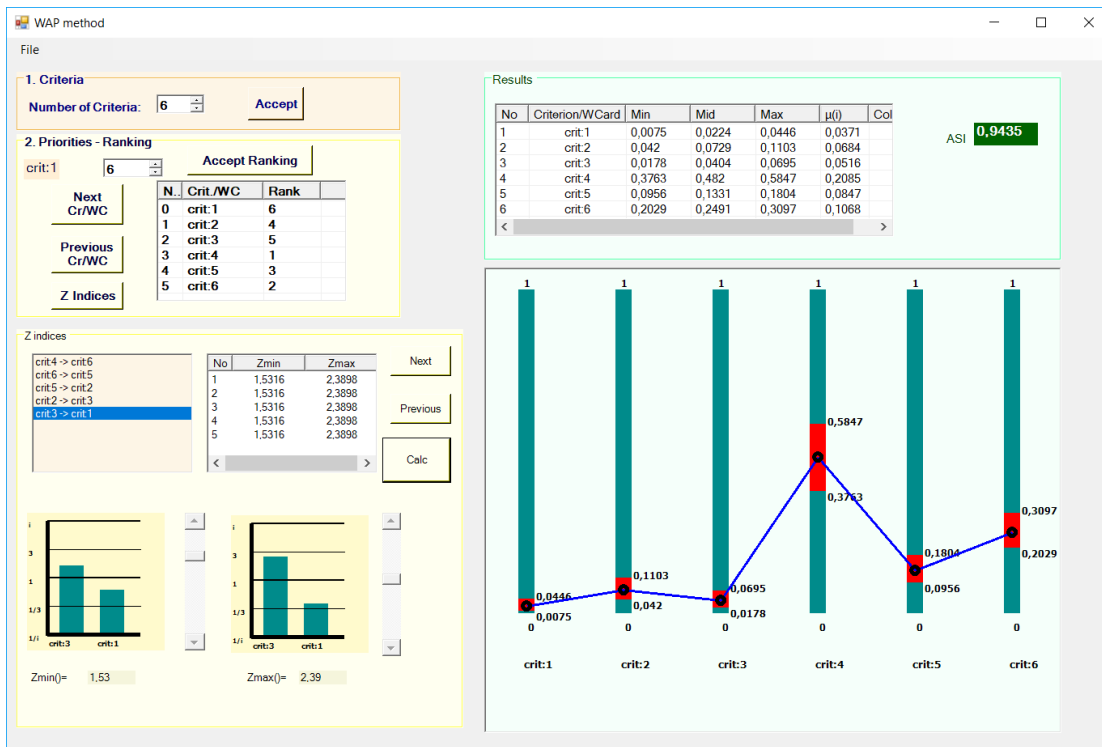 WAP method
File
1. Criteria
Number of Criteria: 6 Accept
2. Priorities - Ranking
crit:1 6 Accept Ranking
Next Cr/WC
Previous Cr/WC
Z Indices
N.. Crit./WC Rank
0 crit:1 6
1 crit:2 4
2 crit:3 5
3 crit:4 1
4 crit:5 3
5 crit:6 2
Z indices
crit:4 -> crit:6
crit:6 -> crit:5
crit:5 -> crit:2
crit:2 -> crit:3
crit:3 -> crit:1
No Zmin Zmax
1 1,5316 2,3898
2 1,5316 2,3898
3 1,5316 2,3898
4 1,5316 2,3898
5 1,5316 2,3898
Next
Previous
Calc
i
3
1
1/3
1/i
crit:3 crit:1
i
3
1
1/3
1/i
crit:3 crit:1
Zmin()= 1,53
Zmax()= 2,39
Results
No Criterion/WCard Min Mid Max μ(i) Col
1 crit:1 0,0075 0,0224 0,0446 0,0371
2 crit:2 0,042 0,0729 0,1103 0,0684
3 crit:3 0,0178 0,0404 0,0695 0,0516
4 crit:4 0,3763 0,482 0,5847 0,2085
5 crit:5 0,0956 0,1331 0,1804 0,0847
6 crit:6 0,2029 0,2491 0,3097 0,1068
ASI 0,9435
1 1 1 1 1 1
0,5847
0,3763
0,3097
0,2029
0,1804
0,0956
0,1103
0,042
0,0695
0,0178
0,0446
0,0075
0 0 0 0 0 0
crit:1 crit:2 crit:3 crit:4 crit:5 crit:6